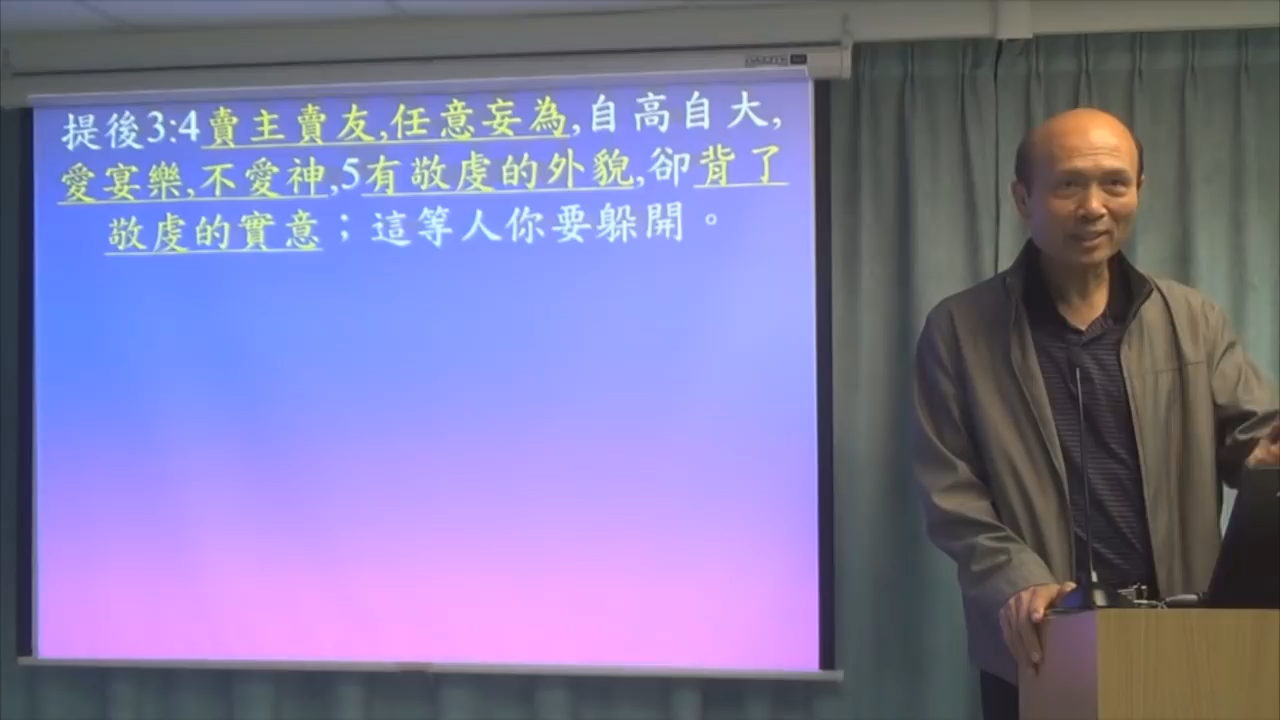 提後3:4賣主賣友,任意妄為,自高自大,
愛宴樂,不愛神,5有敬虔的外貌,卻背了
敬虔的實意；這等人你要躲開。